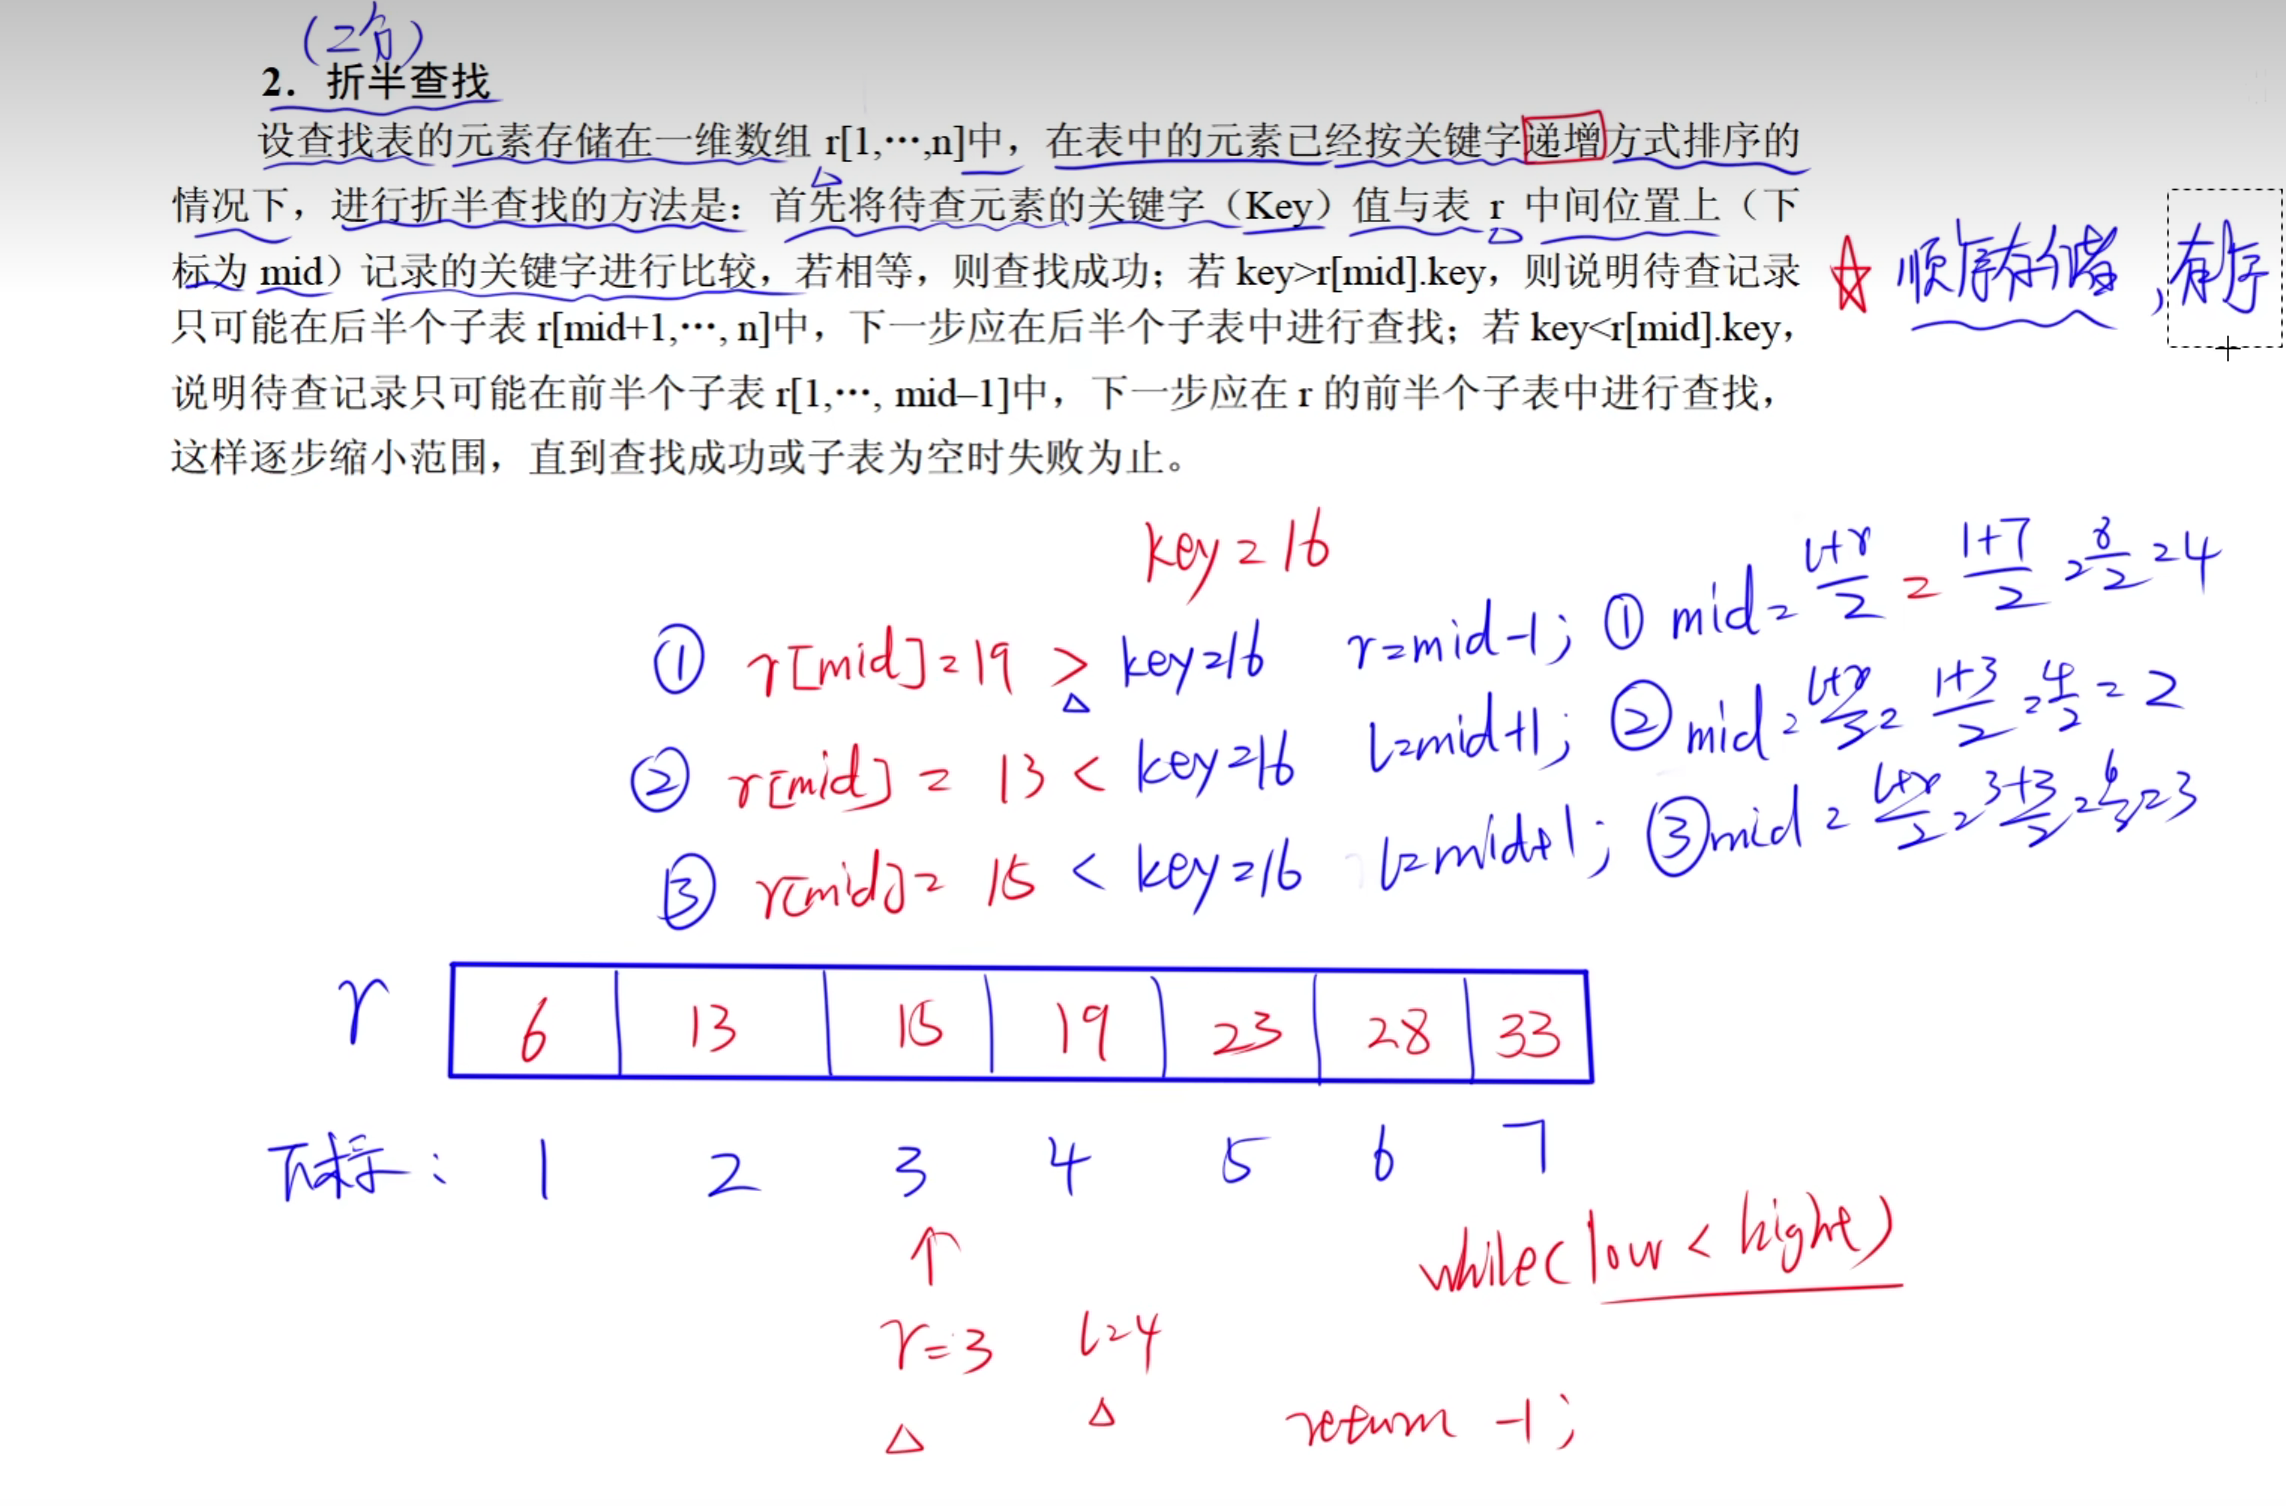 (二分)
2. 折半查找
设查找表的元素存储在一维数组 r[1,…,n]中，在表中的元素已经按关键字递增方式排序的
情况下，进行折半查找的方法是：首先将待查元素的关键字（Key）值与表 r 中间位置上（下
标为 mid）记录的关键字进行比较，若相等，则查找成功；若 key>r[mid].key，则说明待查记录
只可能在后半个子表 r[mid+1,…, n]中，下一步应在后半个子表中进行查找；若 key<r[mid].key，
说明待查记录只可能在前半个子表 r[1,…, mid–1]中，下一步应在 r 的前半个子表中进行查找，
这样逐步缩小范围，直到查找成功或子表为空时失败为止。
☆ 顺序存储，有序
key=16
① r[mid]=19 > key=16 r=mid-1; ① mid=(l+r)/2=(1+7)/2=8/2=4
② r[mid]=13 < key=16 l=mid+1; ② mid=(l+r)/2=(1+3)/2=4/2=2
③ r[mid]=15 < key=16 l=mid+1; ③ mid=(l+r)/2=(3+3)/2=6/2=3
r 6 13 15 19 23 28 33
下标: 1 2 3 4 5 6 7
while(low < hight)
r=3 l=4
return -1;